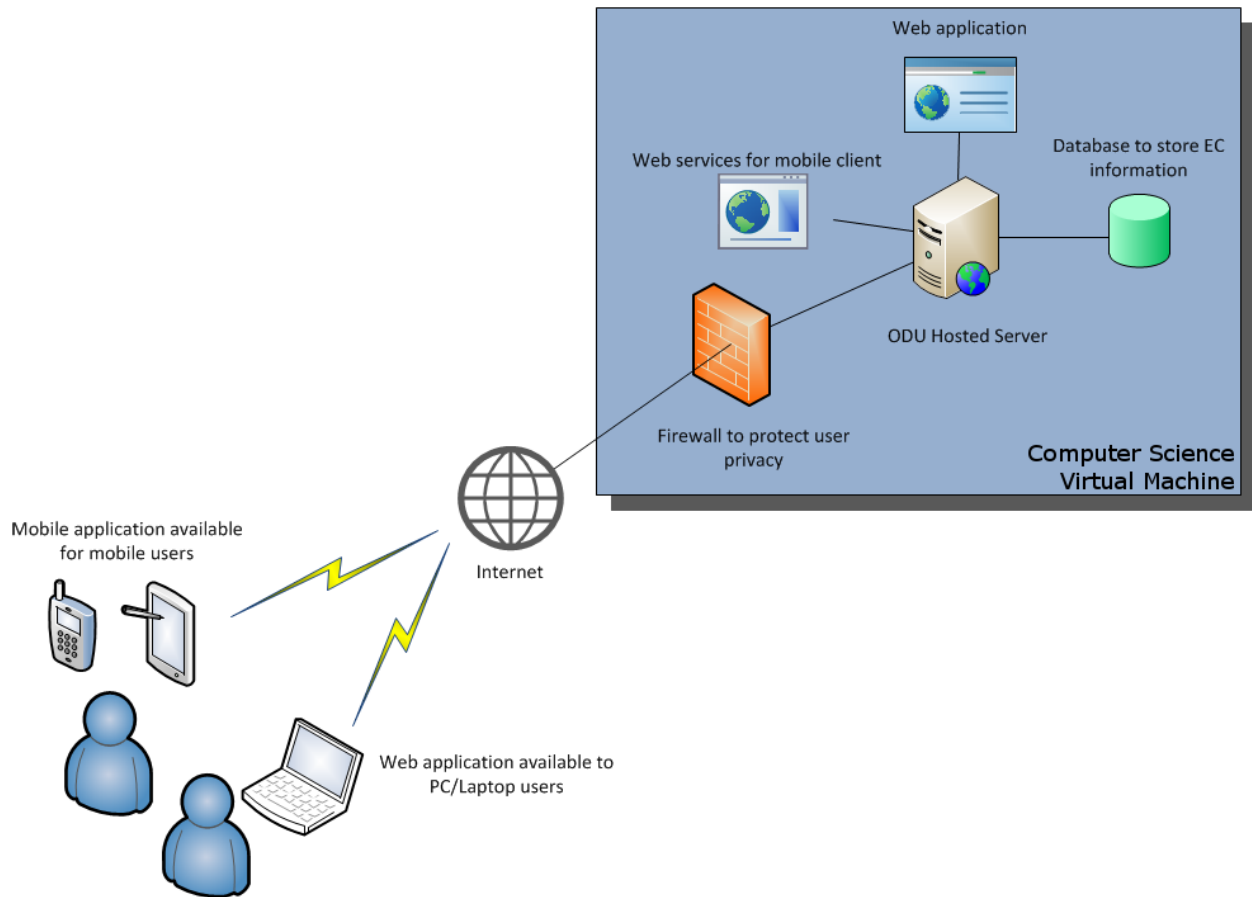 Web application
Web services for mobile client
Database to store EC
information
ODU Hosted Server
Firewall to protect user
privacy
Computer Science
Virtual Machine
Internet
Mobile application available
for mobile users
Web application available to
PC/Laptop users